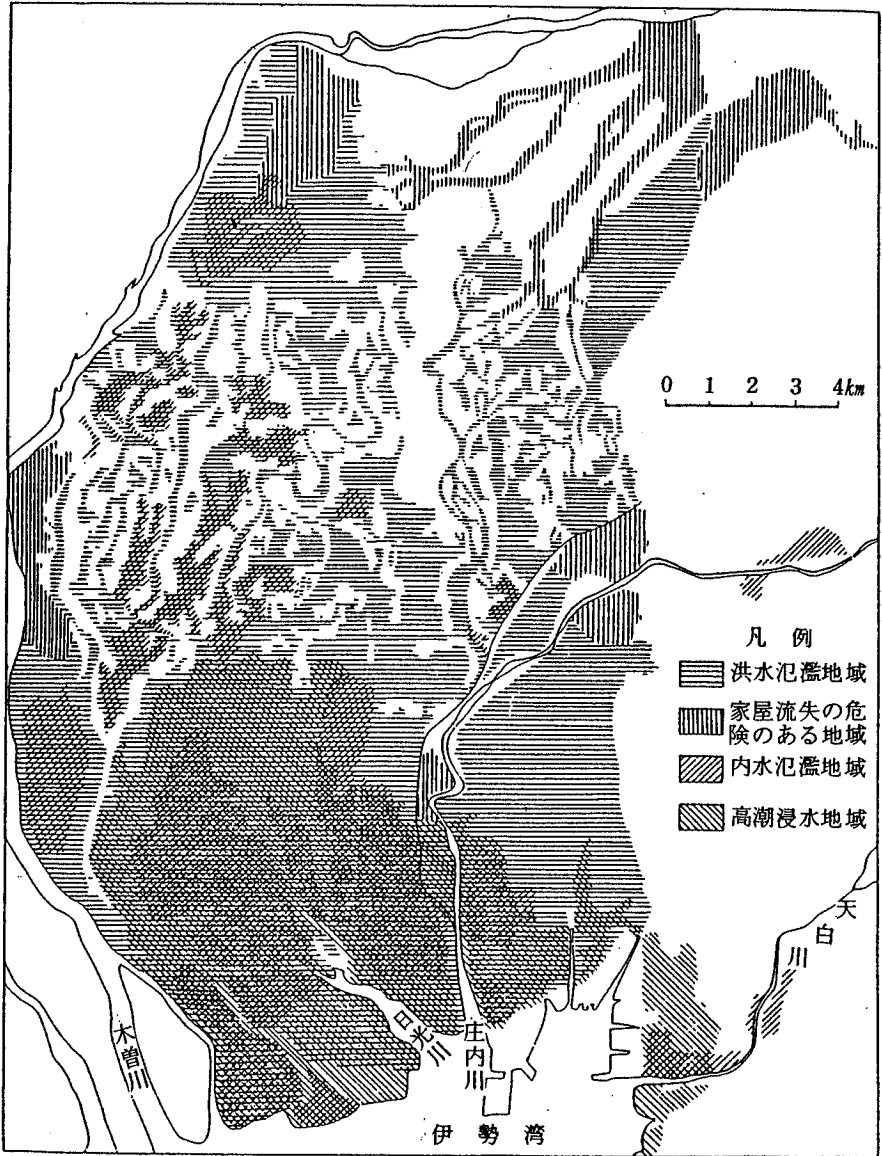 0 1 2 3 4km
凡例
洪水氾濫地域
家屋流失の危
険のある地域
内水氾濫地域
高潮浸水地域
天白川
木曽川
日光川
庄内川
伊勢湾